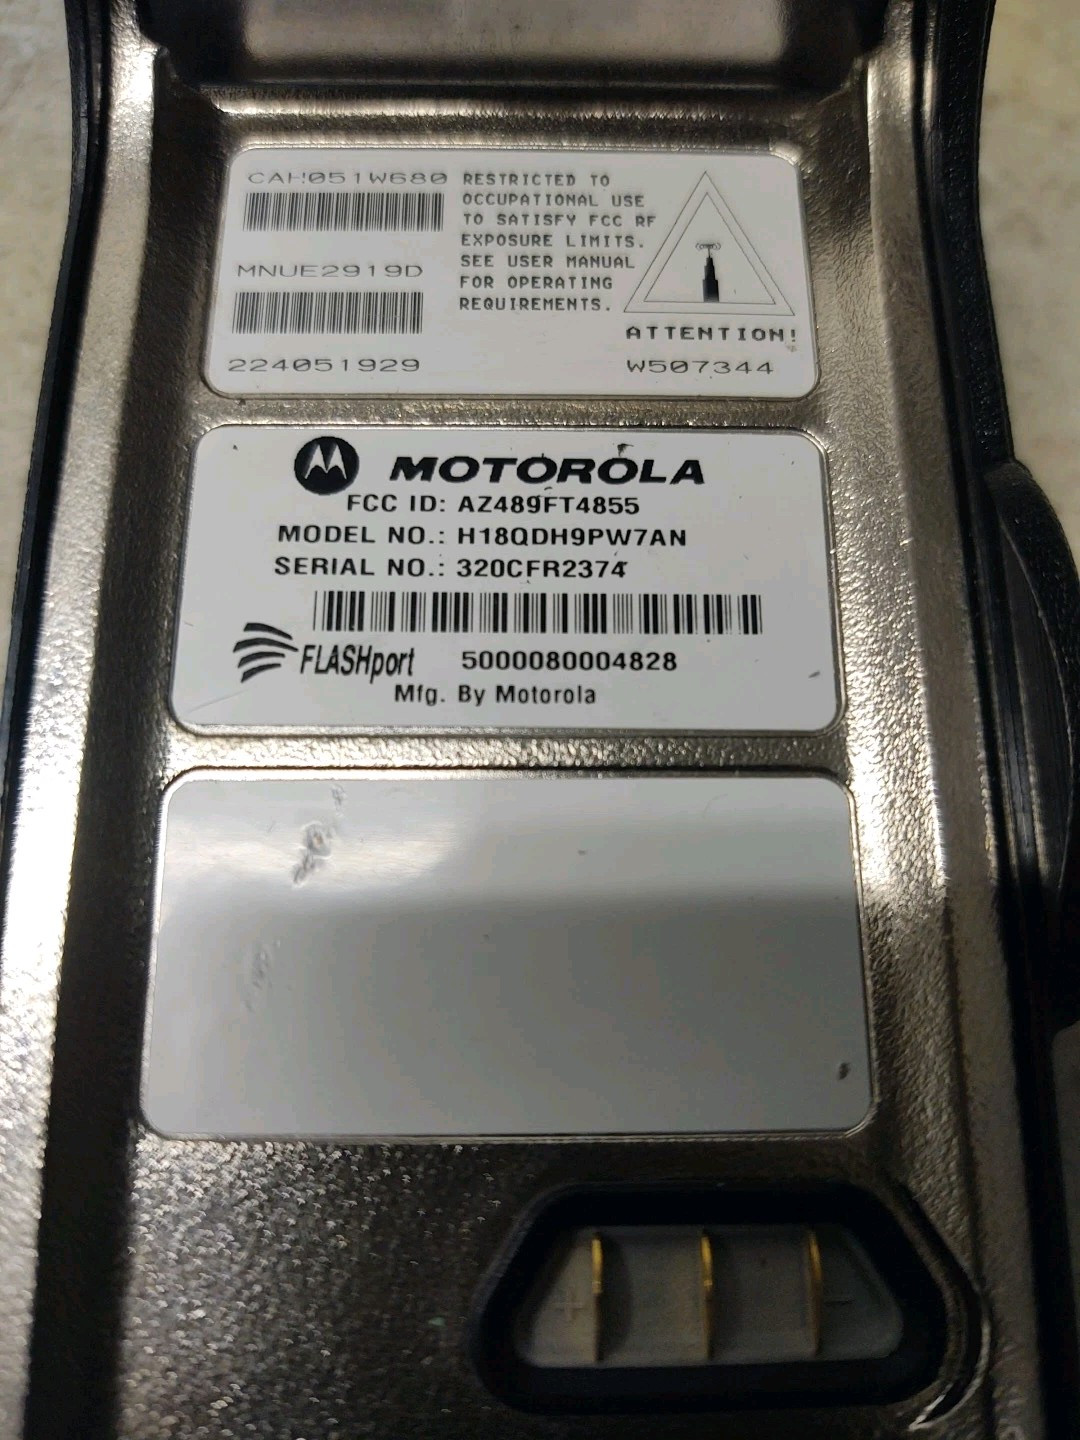 CAH051W680
MNUE2919D
224051929
RESTRICTED TO
OCCUPATIONAL USE
TO SATISFY FCC RF
EXPOSURE LIMITS.
SEE USER MANUAL
FOR OPERATING
REQUIREMENTS.
ATTENTION!
W507344
MOTOROLA
FCC ID: AZ489FT4855
MODEL NO.: H18QDH9PW7AN
SERIAL NO.: 320CFR2374
FLASHport 5000080004828
Mfg. By Motorola
+ -